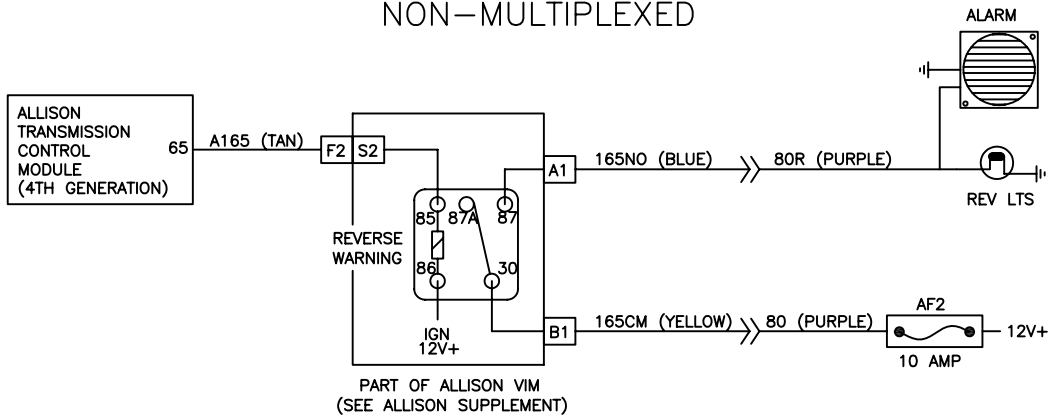 NON-MULTIPLEXED
ALARM
ALLISON
TRANSMISSION
CONTROL
MODULE
(4TH GENERATION)
65
A165 (TAN)
F2
S2
A1
165NO (BLUE)
80R (PURPLE)
REV LTS
85
87A
87
REVERSE
WARNING
86
30
IGN
12V+
B1
165CM (YELLOW)
80 (PURPLE)
AF2
12V+
10 AMP
PART OF ALLISON VIM
(SEE ALLISON SUPPLEMENT)